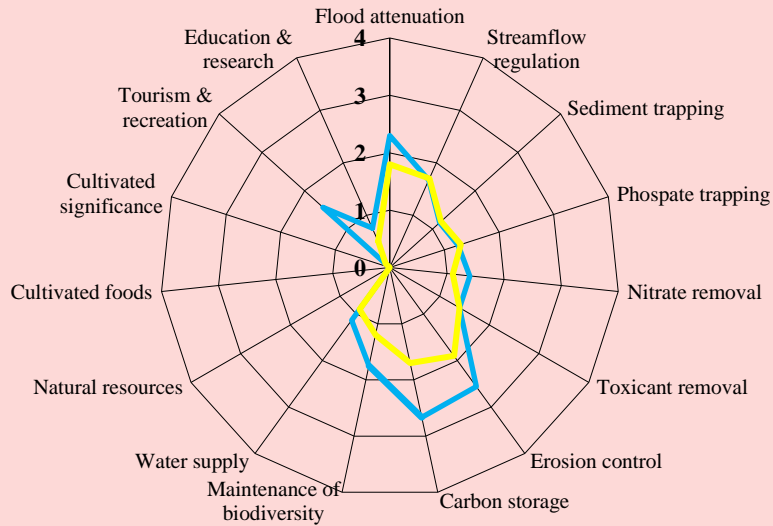 Flood attenuation
Streamflow
regulation
Sediment trapping
Phospate trapping
Nitrate removal
Toxicant removal
Erosion control
Carbon storage
Maintenance of
biodiversity
Water supply
Natural resources
Cultivated foods
Cultivated
significance
Tourism &
recreation
Education &
research
4
3
2
1
0